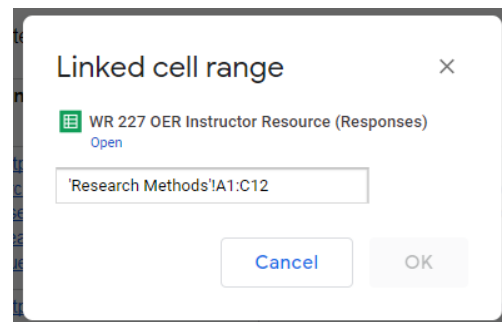 Linked cell range
WR 227 OER Instructor Resource (Responses)
Open
'Research Methods'!A1:C12
Cancel
OK